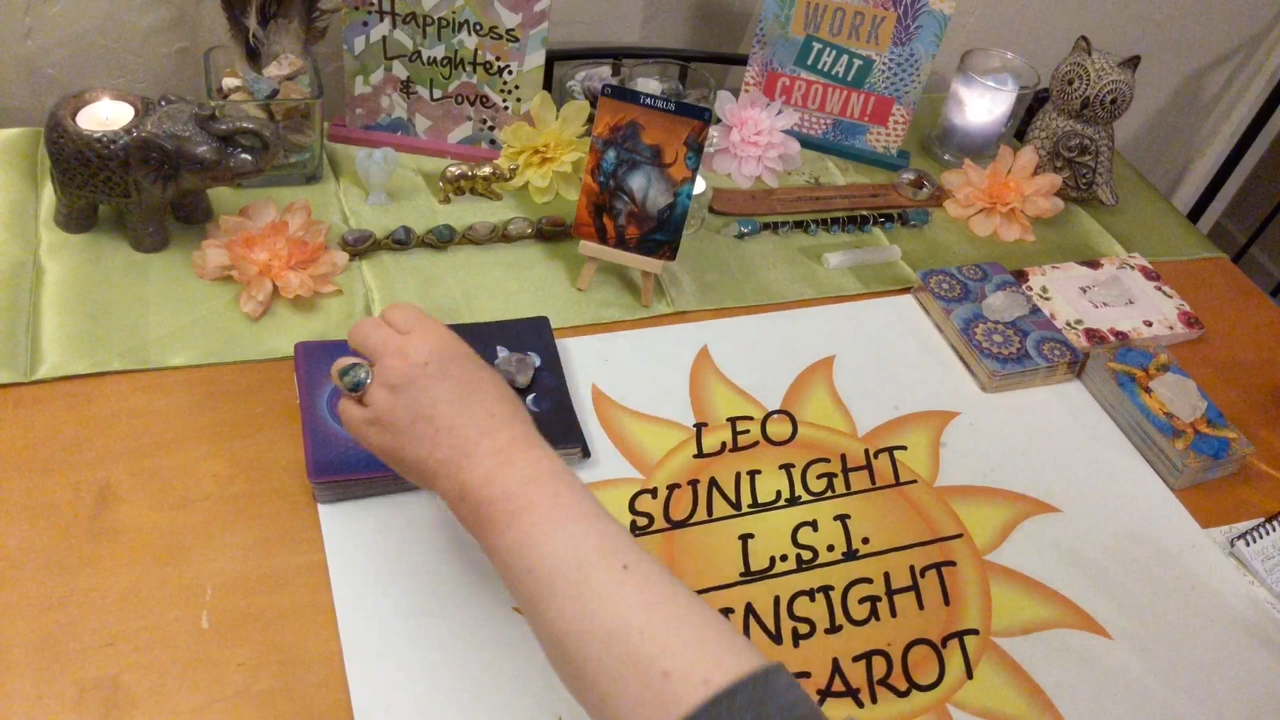 Happiness
Laughter
& Love
WORK
THAT
CROWN!
TAURUS
LEO
SUNLIGHT
L.S.I.
INSIGHT
TAROT